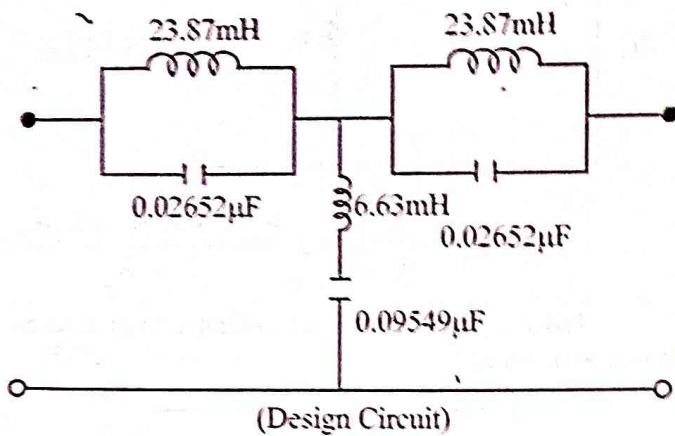 23.87mH
23.87mH
0.02652μF
6.63mH
0.02652μF
0.09549μF
(Design Circuit)